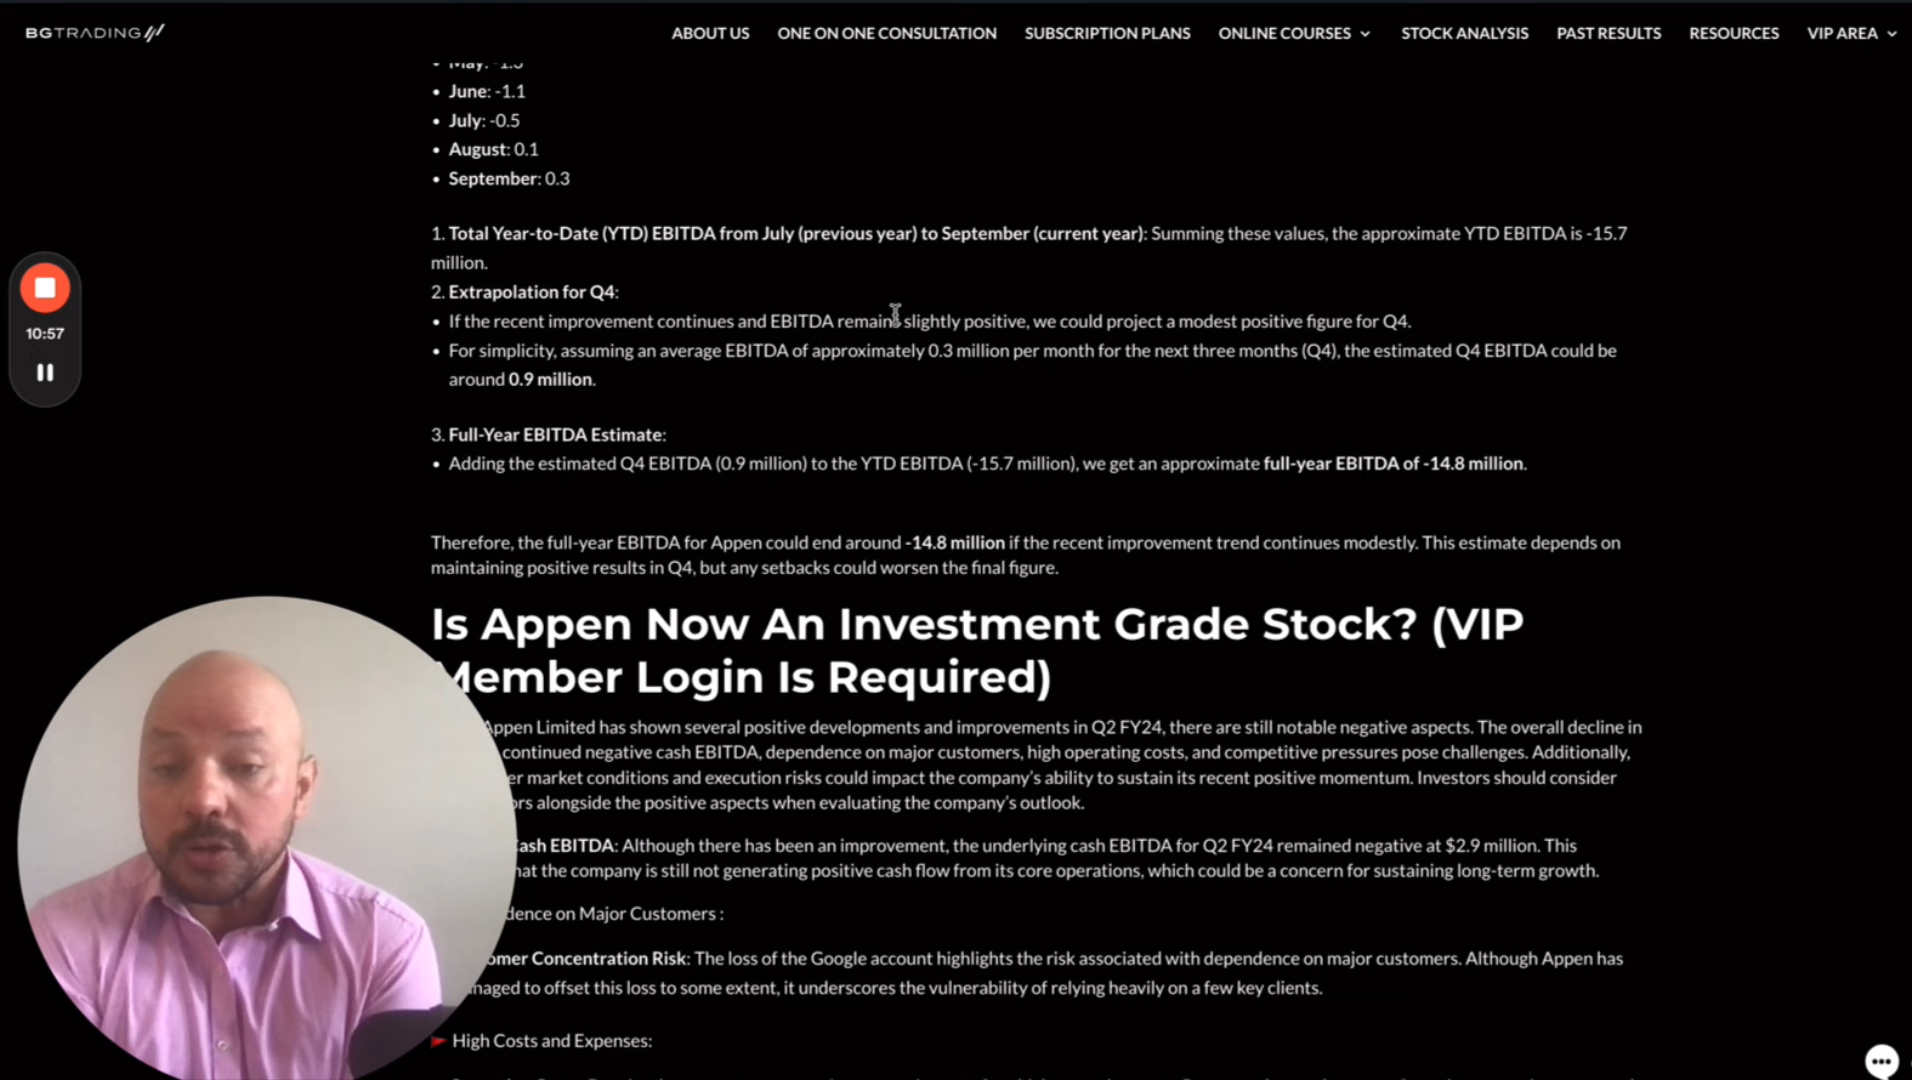 BGTRADING
ABOUT US ONE ON ONE CONSULTATION SUBSCRIPTION PLANS ONLINE COURSES STOCK ANALYSIS PAST RESULTS RESOURCES VIP AREA
• June: -1.1
• July: -0.5
• August: 0.1
• September: 0.3
1. Total Year-to-Date (YTD) EBITDA from July (previous year) to September (current year): Summing these values, the approximate YTD EBITDA is -15.7
million.
2. Extrapolation for Q4:
• If the recent improvement continues and EBITDA remains slightly positive, we could project a modest positive figure for Q4.
• For simplicity, assuming an average EBITDA of approximately 0.3 million per month for the next three months (Q4), the estimated Q4 EBITDA could be
around 0.9 million.
10:57
3. Full-Year EBITDA Estimate:
• Adding the estimated Q4 EBITDA (0.9 million) to the YTD EBITDA (-15.7 million), we get an approximate full-year EBITDA of -14.8 million.
Therefore, the full-year EBITDA for Appen could end around -14.8 million if the recent improvement trend continues modestly. This estimate depends on
maintaining positive results in Q4, but any setbacks could worsen the final figure.
Is Appen Now An Investment Grade Stock? (VIP
Member Login Is Required)
Appen Limited has shown several positive developments and improvements in Q2 FY24, there are still notable negative aspects. The overall decline in
continued negative cash EBITDA, dependence on major customers, high operating costs, and competitive pressures pose challenges. Additionally,
market conditions and execution risks could impact the company's ability to sustain its recent positive momentum. Investors should consider
alongside the positive aspects when evaluating the company's outlook.
Cash EBITDA: Although there has been an improvement, the underlying cash EBITDA for Q2 FY24 remained negative at $2.9 million. This
the company is still not generating positive cash flow from its core operations, which could be a concern for sustaining long-term growth.
on Major Customers :
Concentration Risk: The loss of the Google account highlights the risk associated with dependence on major customers. Although Appen has
to offset this loss to some extent, it underscores the vulnerability of relying heavily on a few key clients.
High Costs and Expenses: